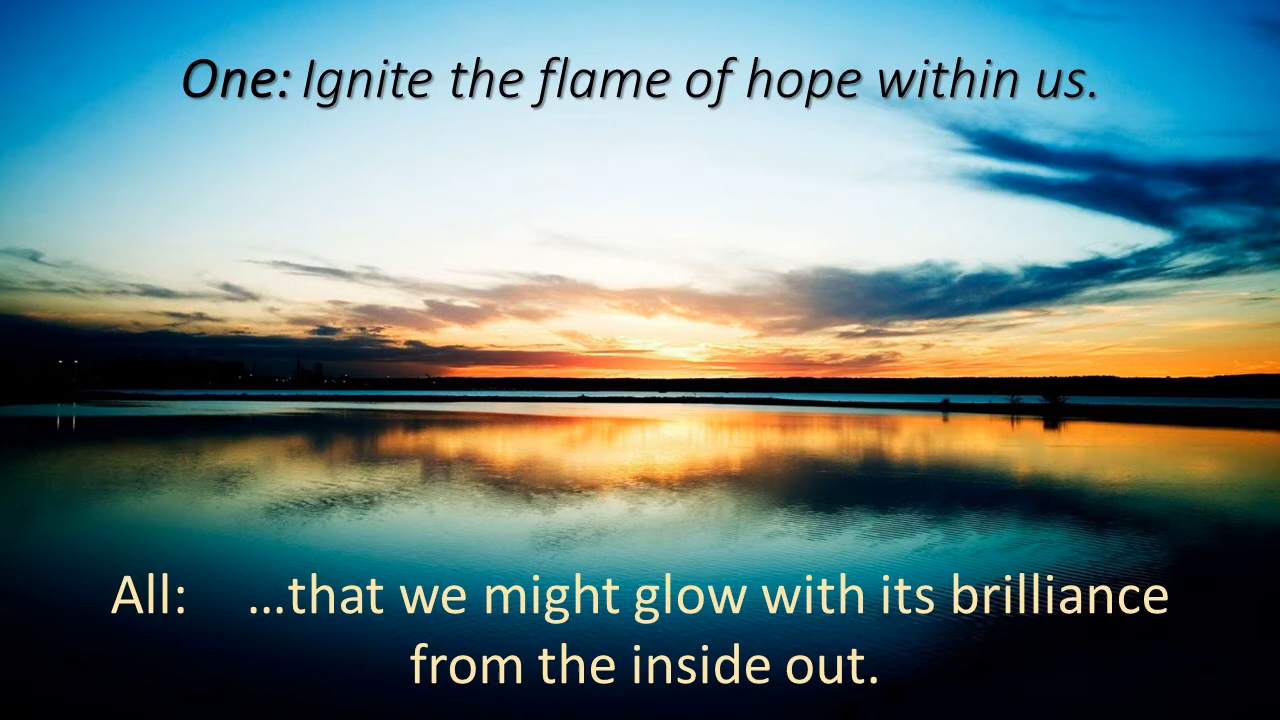 One: Ignite the flame of hope within us.
All: …that we might glow with its brilliance
from the inside out.